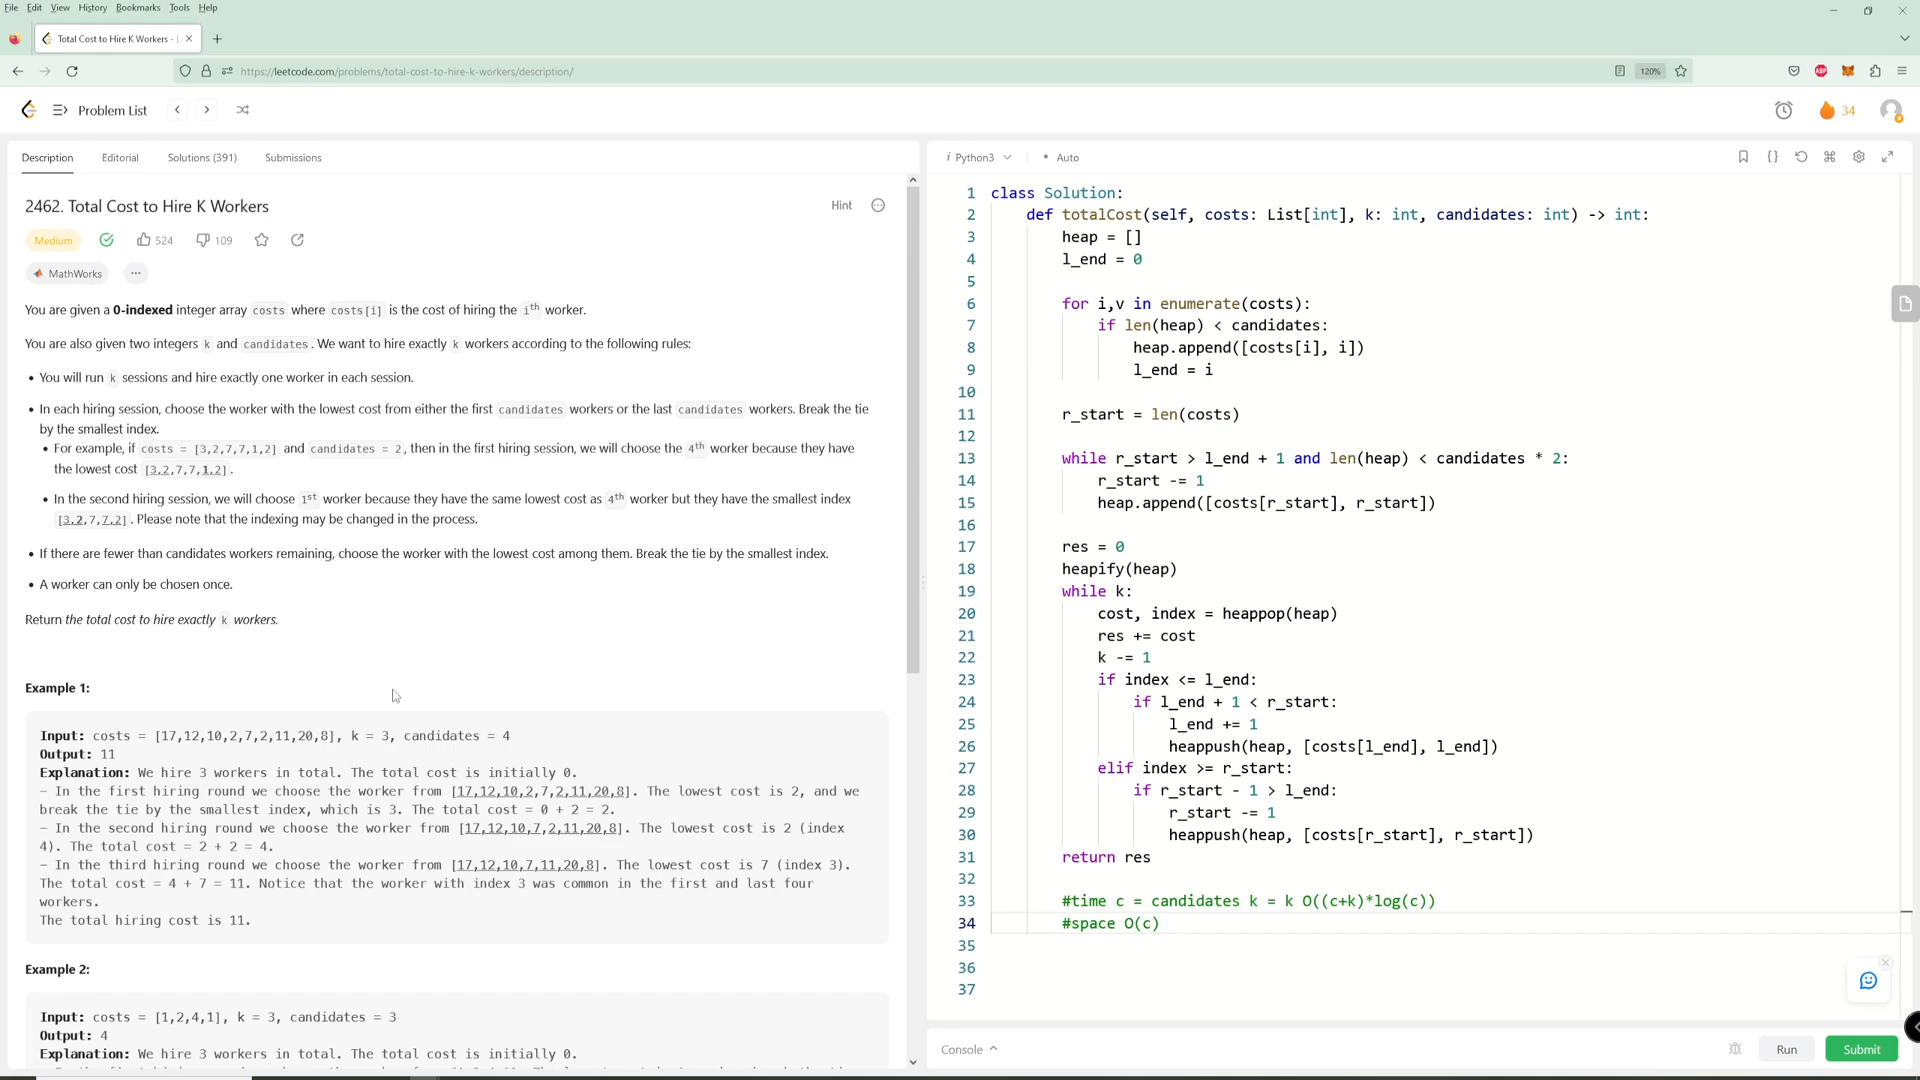 File Edit View History Bookmarks Tools Help
Total Cost to Hire K Workers - L
https://leetcode.com/problems/total-cost-to-hire-k-workers/description/
120%
ABP
Problem List
34
Description Editorial Solutions (391) Submissions
2462. Total Cost to Hire K Workers
Hint
Medium 524 109
MathWorks ...
You are given a 0-indexed integer array costs where costs[i] is the cost of hiring the ith worker.
You are also given two integers k and candidates. We want to hire exactly k workers according to the following rules:
• You will run k sessions and hire exactly one worker in each session.
• In each hiring session, choose the worker with the lowest cost from either the first candidates workers or the last candidates workers. Break the tie
by the smallest index.
• For example, if costs = [3,2,7,7,1,2] and candidates = 2, then in the first hiring session, we will choose the 4th worker because they have
the lowest cost [3,2,7,7,1,2].
• In the second hiring session, we will choose 1st worker because they have the same lowest cost as 4th worker but they have the smallest index
[3,2,7,7,2]. Please note that the indexing may be changed in the process.
• If there are fewer than candidates workers remaining, choose the worker with the lowest cost among them. Break the tie by the smallest index.
• A worker can only be chosen once.
Return the total cost to hire exactly k workers.
Example 1:
Input: costs = [17,12,10,2,7,2,11,20,8], k = 3, candidates = 4
Output: 11
Explanation: We hire 3 workers in total. The total cost is initially 0.
- In the first hiring round we choose the worker from [17,12,10,2,7,2,11,20,8]. The lowest cost is 2, and we
break the tie by the smallest index, which is 3. The total cost = 0 + 2 = 2.
- In the second hiring round we choose the worker from [17,12,10,7,2,11,20,8]. The lowest cost is 2 (index
4). The total cost = 2 + 2 = 4.
- In the third hiring round we choose the worker from [17,12,10,7,11,20,8]. The lowest cost is 7 (index 3).
The total cost = 4 + 7 = 11. Notice that the worker with index 3 was common in the first and last four
workers.
The total hiring cost is 11.
Example 2:
Input: costs = [1,2,4,1], k = 3, candidates = 3
Output: 4
Explanation: We hire 3 workers in total. The total cost is initially 0.
i Python3 • Auto
1 class Solution:
2 def totalCost(self, costs: List[int], k: int, candidates: int) -> int:
3 heap = []
4 l_end = 0
5
6 for i,v in enumerate(costs):
7 if len(heap) < candidates:
8 heap.append([costs[i], i])
9 l_end = i
10
11 r_start = len(costs)
12
13 while r_start > l_end + 1 and len(heap) < candidates * 2:
14 r_start -= 1
15 heap.append([costs[r_start], r_start])
16
17 res = 0
18 heapify(heap)
19 while k:
20 cost, index = heappop(heap)
21 res += cost
22 k -= 1
23 if index <= l_end:
24 if l_end + 1 < r_start:
25 l_end += 1
26 heappush(heap, [costs[l_end], l_end])
27 elif index >= r_start:
28 if r_start - 1 > l_end:
29 r_start -= 1
30 heappush(heap, [costs[r_start], r_start])
31 return res
32
33 #time c = candidates k = k O((c+k)*log(c))
34 #space O(c)
35
36
37
Console Run Submit